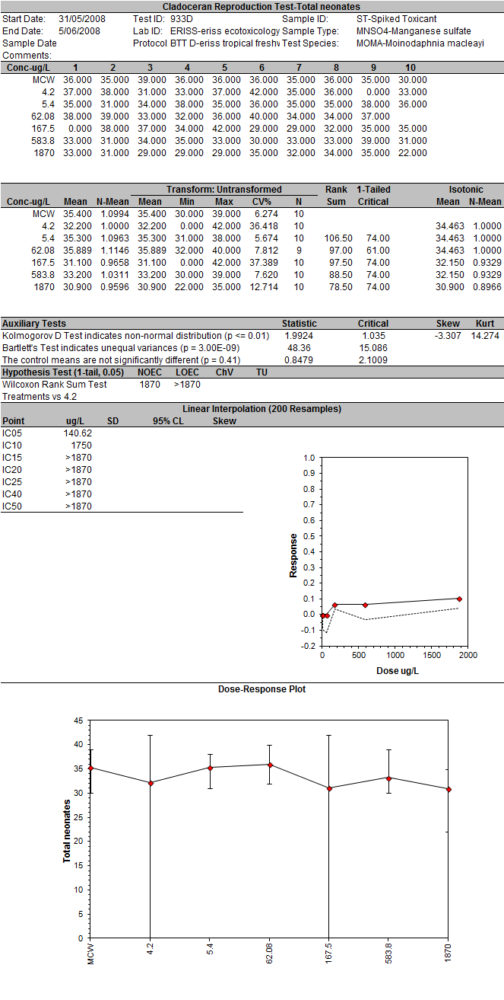 Cladoceran Reproduction Test-Total neonates
Start Date: 31/05/2008 Test ID: 933D Sample ID: ST-Spiked Toxicant
End Date: 5/06/2008 Lab ID: ERISS-eriss ecotoxicology Sample Type: MNSO4-Manganese sulfate
Sample Date Protocol: BTT D-eriss tropical freshw Test Species: MOMA-Moinodaphnia macleayi
Comments:
Conc-ug/L 1 2 3 4 5 6 7 8 9 10
MCW 36.000 35.000 39.000 36.000 36.000 36.000 35.000 36.000 35.000 30.000
4.2 37.000 38.000 31.000 33.000 37.000 42.000 35.000 36.000 0.000 33.000
5.4 35.000 31.000 34.000 38.000 35.000 36.000 35.000 35.000 38.000 36.000
62.08 38.000 39.000 33.000 32.000 36.000 40.000 34.000 34.000 37.000
167.5 0.000 38.000 37.000 34.000 42.000 29.000 29.000 32.000 35.000 35.000
583.8 33.000 31.000 34.000 35.000 33.000 30.000 33.000 33.000 39.000 31.000
1870 33.000 31.000 29.000 29.000 29.000 35.000 32.000 34.000 35.000 22.000
Transform: Untransformed Rank 1-Tailed Isotonic
Conc-ug/L Mean N-Mean Mean Min Max CV% N Sum Critical Mean N-Mean
MCW 35.400 1.0994 35.400 30.000 39.000 6.274 10
4.2 32.200 1.0000 32.200 0.000 42.000 36.418 10 34.463 1.0000
5.4 35.300 1.0963 35.300 31.000 38.000 5.674 10 106.50 74.00 34.463 1.0000
62.08 35.889 1.1146 35.889 32.000 40.000 7.812 9 97.00 61.00 34.463 1.0000
167.5 31.100 0.9658 31.100 0.000 42.000 37.389 10 97.50 74.00 32.150 0.9329
583.8 33.200 1.0311 33.200 30.000 39.000 7.620 10 88.50 74.00 32.150 0.9329
1870 30.900 0.9596 30.900 22.000 35.000 12.714 10 78.50 74.00 30.900 0.8966
Auxiliary Tests Statistic Critical Skew Kurt
Kolmogorov D Test indicates non-normal distribution (p <= 0.01) 1.9924 1.035 -3.307 14.274
Bartlett's Test indicates unequal variances (p = 3.00E-09) 48.36 15.086
The control means are not significantly different (p = 0.41) 0.8479 2.1009
Hypothesis Test (1-tail, 0.05) NOEC LOEC ChV TU
Wilcoxon Rank Sum Test 1870 >1870
Treatments vs 4.2
Linear Interpolation (200 Resamples)
Point ug/L SD 95% CL Skew
IC05 140.62
IC10 1750
IC15 >1870
IC20 >1870
IC25 >1870
IC40 >1870
IC50 >1870
1.0
0.9
0.8
0.7
0.6
0.5
0.4
0.3
0.2
0.1
0.0
-0.1
-0.2
Response
0 500 1000 1500 2000
Dose ug/L
Dose-Response Plot
45
40
35
30
25
20
15
10
5
0
Total neonates
MCW 4.2 5.4 62.08 167.5 583.8 1870